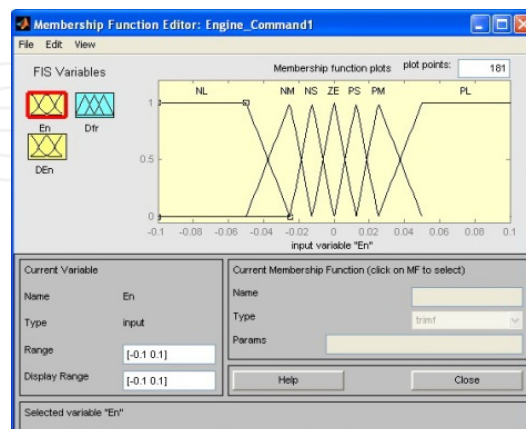 Membership Function Editor: Engine_Command1
File Edit View
FIS Variables
En
Dfr
DEn
Membership function plots
plot points:
181
NL NM NS ZE PS PM PL
1
0.5
0
-0.1 -0.08 -0.06 -0.04 -0.02 0 0.02 0.04 0.06 0.08 0.1
input variable "En"
Current Variable
Name En
Type input
Range [-0.1 0.1]
Display Range [-0.1 0.1]
Current Membership Function (click on MF to select)
Name
Type trimf
Params
Help
Close
Selected variable "En"